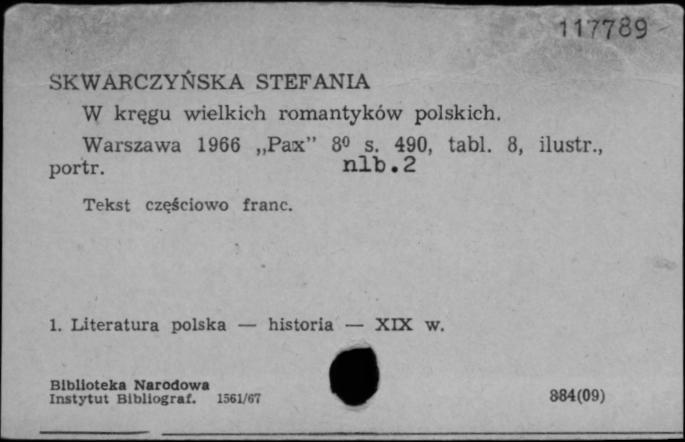 117789
SKWARCZYŃSKA STEFANIA
W kręgu wielkich romantyków polskich.
Warszawa 1966 „Pax” 8⁰ s. 490, tabl. 8, ilustr.,
portr. nlb.2
Tekst częściowo franc.
1. Literatura polska — historia — XIX w.
Biblioteka Narodowa
Instytut Bibliograf. 1561/67 884(09)